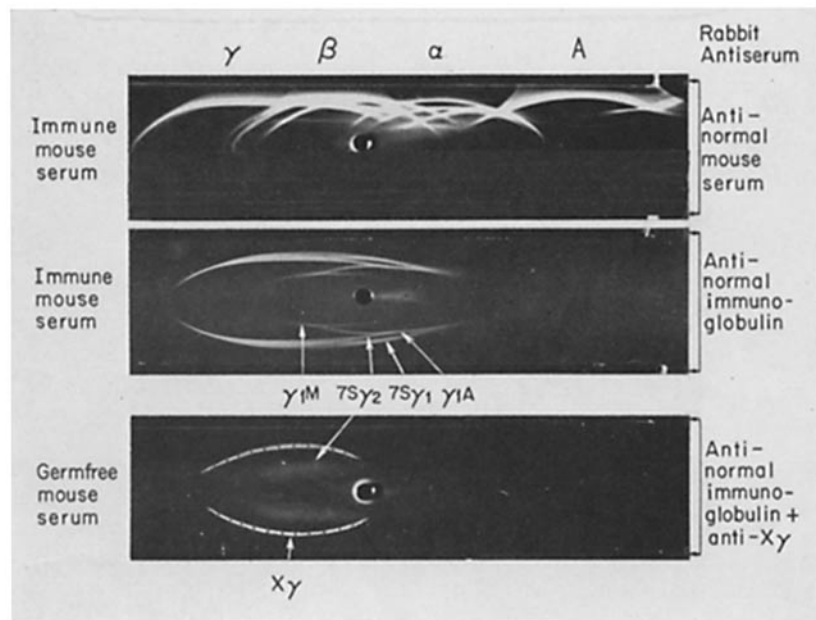 γ β α A
Rabbit
Antiserum
Immune
mouse
serum
Anti-
normal
mouse
serum
Immune
mouse
serum
Anti-
normal
immuno-
globulin
γ1M 7Sγ2 7Sγ1 γ1A
Germfree
mouse
serum
Anti-
normal
immuno-
globulin +
anti-Xγ
Xγ